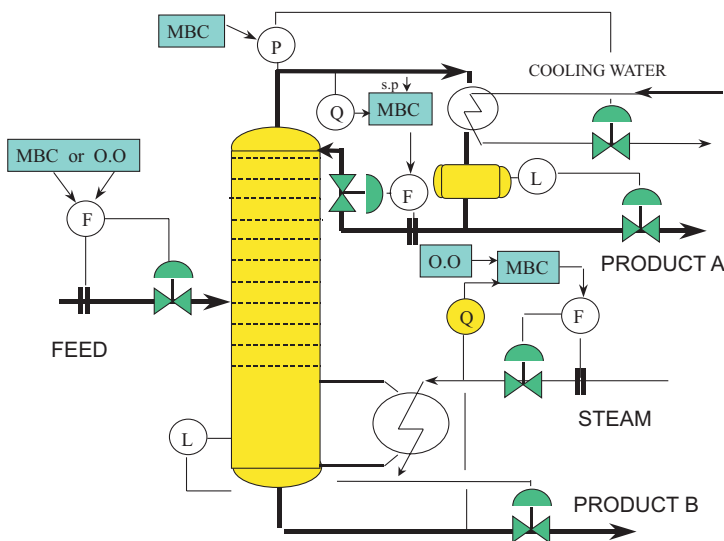 MBC
P
COOLING WATER
s.p
Q
MBC
MBC or O.O
F
F
L
O.O
MBC
PRODUCT A
Q
F
FEED
STEAM
L
PRODUCT B